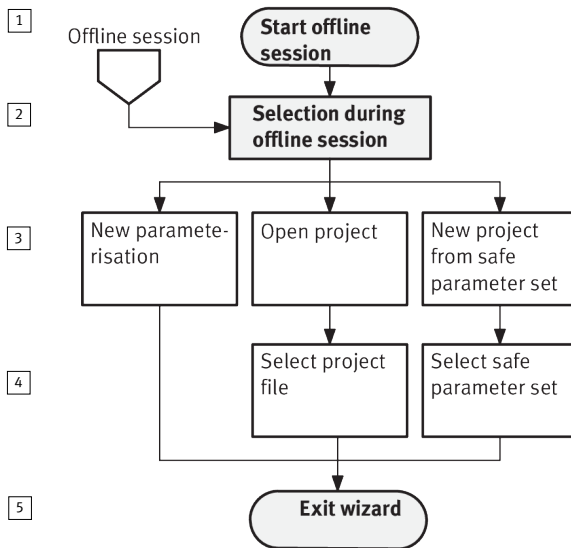 1
Offline session
Start offline
session
2
Selection during
offline session
3
New paramete-
risation
Open project
New project
from safe
parameter set
4
Select project
file
Select safe
parameter set
5
Exit wizard